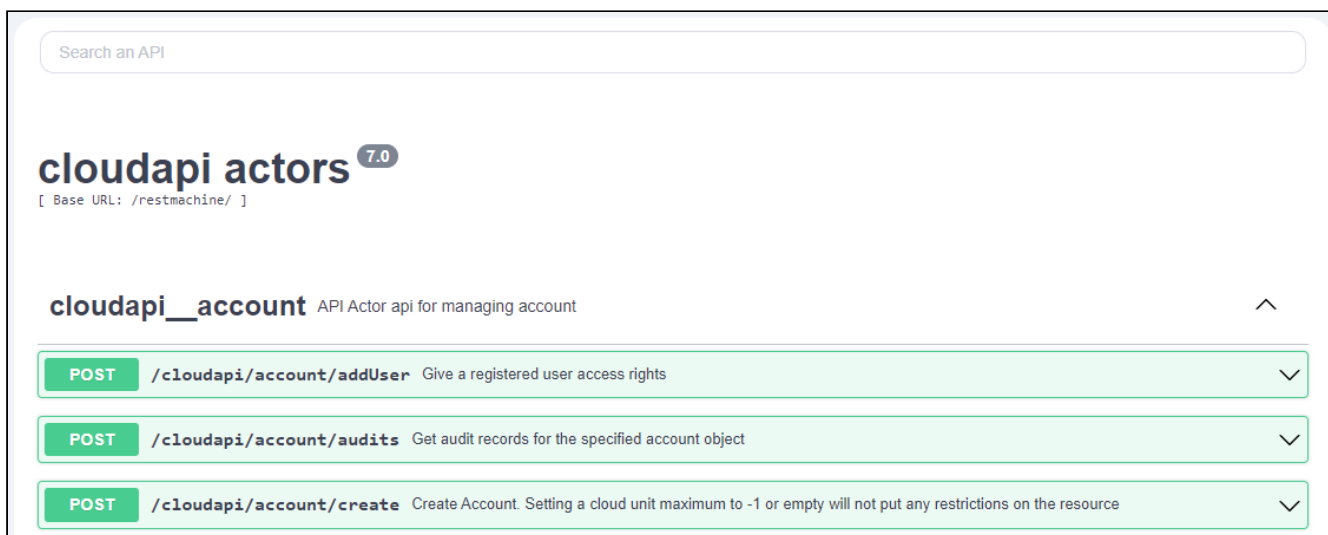 Search an API
cloudapi actors 7.0
[ Base URL: /restmachine/ ]
cloudapi__account API Actor api for managing account
POST /cloudapi/account/addUser Give a registered user access rights
POST /cloudapi/account/audits Get audit records for the specified account object
POST /cloudapi/account/create Create Account. Setting a cloud unit maximum to -1 or empty will not put any restrictions on the resource